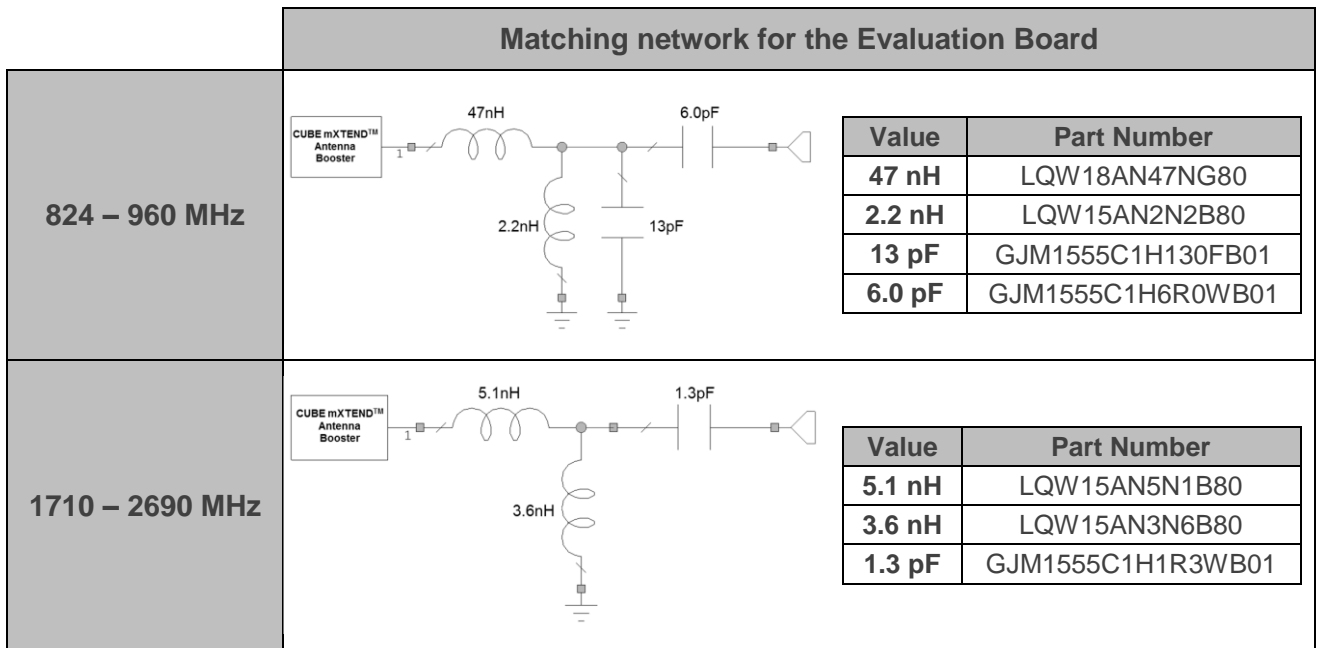 Matching network for the Evaluation Board
824 – 960 MHz
47nH
6.0pF
CUBE mXTEND™
Antenna
Booster
1
2.2nH
13pF
Value Part Number
47 nH LQW18AN47NG80
2.2 nH LQW15AN2N2B80
13 pF GJM1555C1H130FB01
6.0 pF GJM1555C1H6R0WB01
1710 – 2690 MHz
5.1nH
1.3pF
CUBE mXTEND™
Antenna
Booster
1
3.6nH
Value Part Number
5.1 nH LQW15AN5N1B80
3.6 nH LQW15AN3N6B80
1.3 pF GJM1555C1H1R3WB01